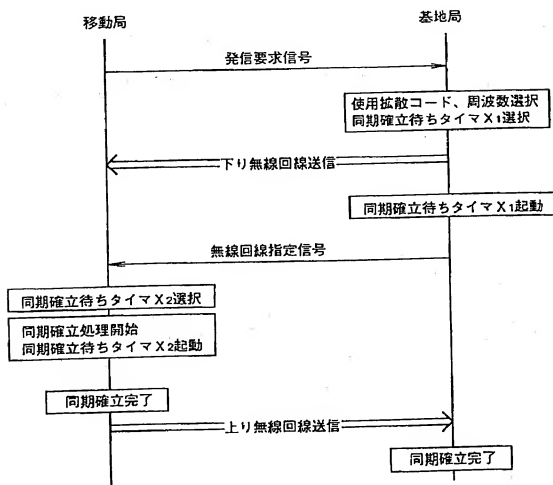 移動局
基地局
発信要求信号
使用拡散コード、周波数選択
同期確立待ちタイマX1選択
下り無線回線送信
同期確立待ちタイマX1起動
無線回線指定信号
同期確立待ちタイマX2選択
同期確立処理開始
同期確立待ちタイマX2起動
同期確立完了
上り無線回線送信
同期確立完了